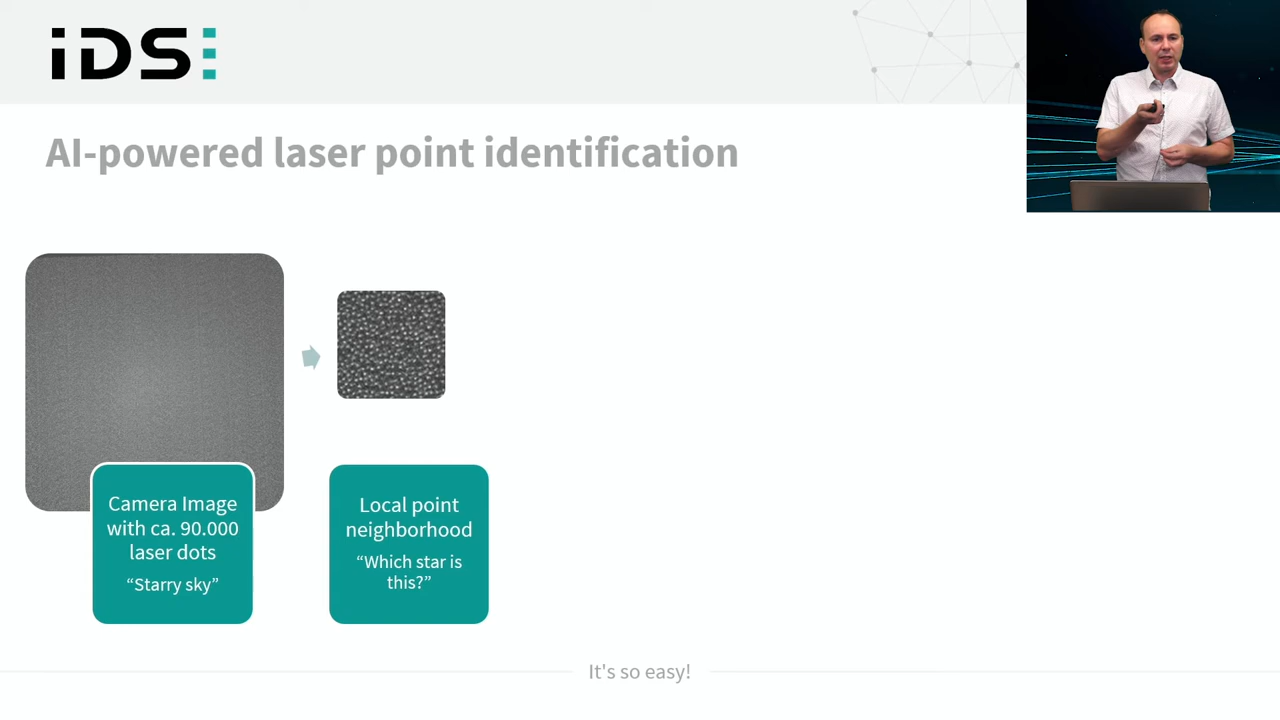 iDS
AI-powered laser point identification
Camera Image
with ca. 90.000
laser dots
“Starry sky”
Local point
neighborhood
“Which star is
this?”
It's so easy!